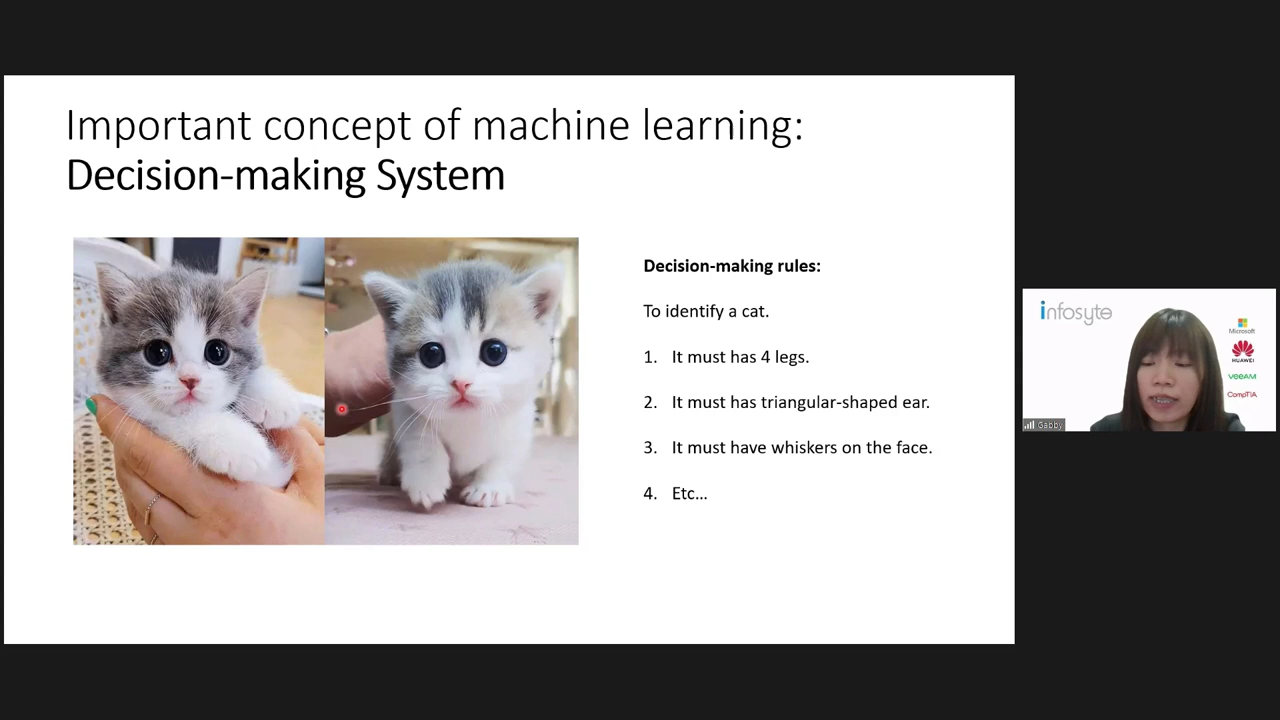 Important concept of machine learning:
Decision-making System
Decision-making rules:
To identify a cat.
1. It must has 4 legs.
2. It must has triangular-shaped ear.
3. It must have whiskers on the face.
4. Etc...
infosyte
Microsoft
HUAWEI
veeAM
CompTIA
Gabby